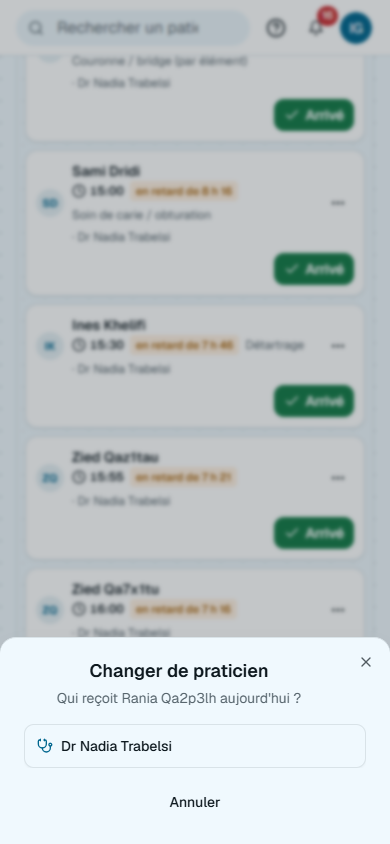 Rechercher un patie
IG
Couronne / bridge (par élément)
· Dr Nadia Trabelsi
Arrivé
Sami Dridi
SD
15:00 en retard de 8 h 16
Soin de carie / obturation
· Dr Nadia Trabelsi
Arrivé
Ines Khelifi
IK
15:30 en retard de 7 h 46 Détartrage
· Dr Nadia Trabelsi
Arrivé
Zied Qaz1tau
ZQ
15:55 en retard de 7 h 21
· Dr Nadia Trabelsi
Arrivé
Zied Qa7x1tu
ZQ
16:00 en retard de 7 h 16
· Dr Nadia Trabelsi
Changer de praticien
Qui reçoit Rania Qa2p3lh aujourd'hui ?
Dr Nadia Trabelsi
Annuler